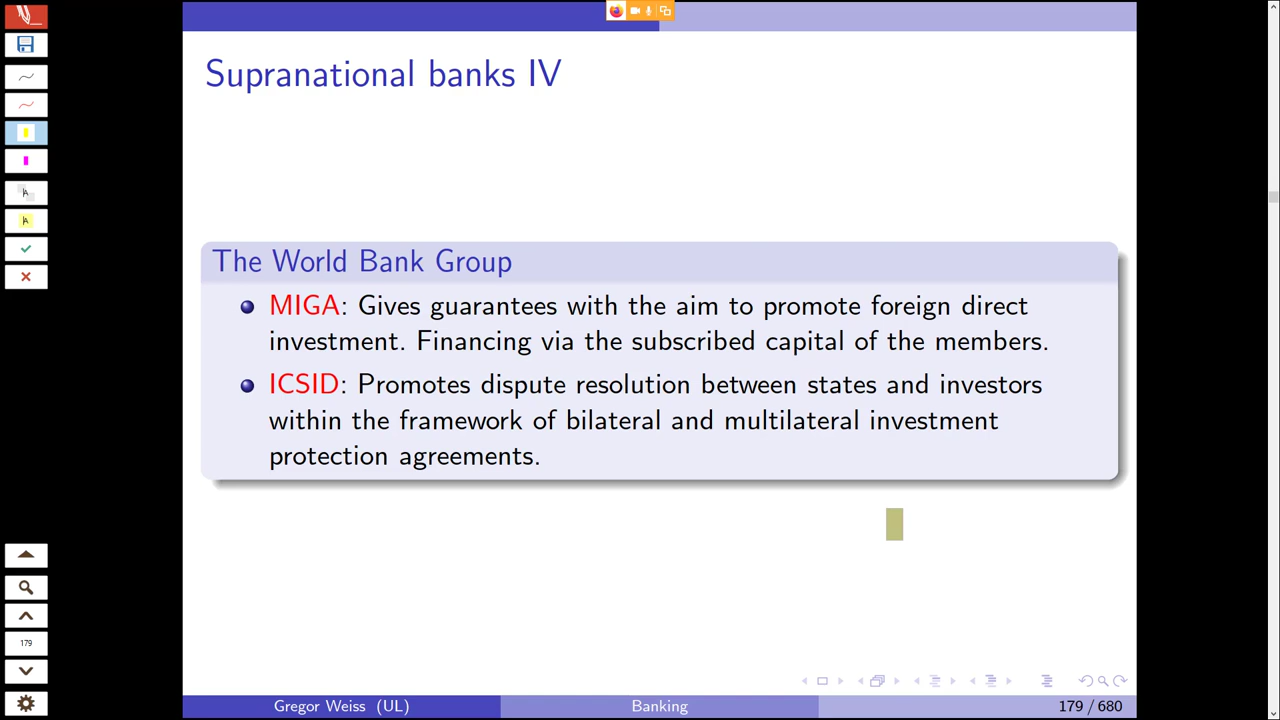 Supranational banks IV
The World Bank Group
MIGA: Gives guarantees with the aim to promote foreign direct
investment. Financing via the subscribed capital of the members.
ICSID: Promotes dispute resolution between states and investors
within the framework of bilateral and multilateral investment
protection agreements.
179
Gregor Weiss (UL) Banking 179 / 680